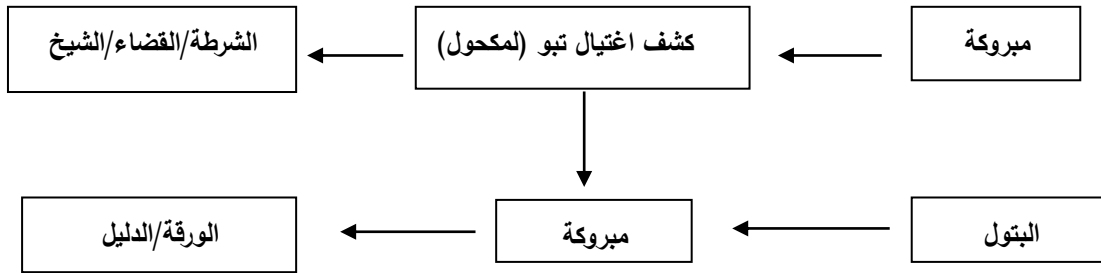 مبروكة
كشف اغتيال تبو (لمكحول)
الشرطة/القضاء/الشيخ
البتول
مبروكة
الورقة/الدليل